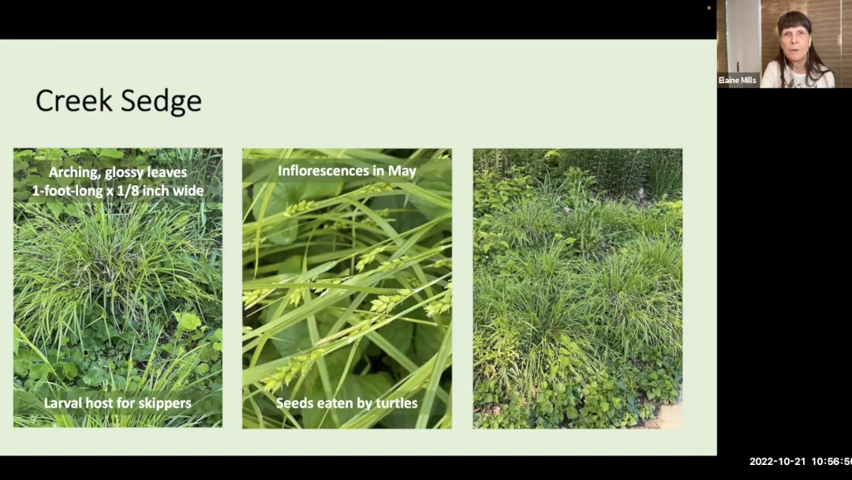 Creek Sedge
Arching, glossy leaves
1-foot-long x 1/8 inch wide
Larval host for skippers
Inflorescences in May
Seeds eaten by turtles
Elaine Mills
2022-10-21 10:56:56